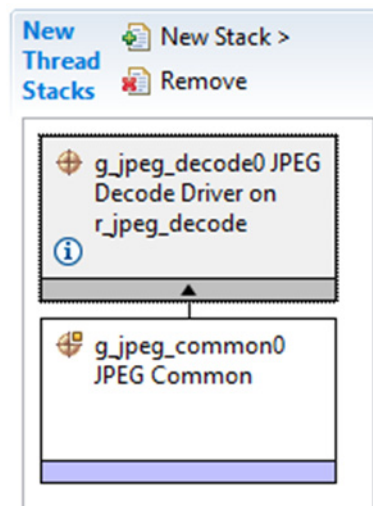 New Thread Stacks
New Stack >
Remove
g_jpeg_decode0 JPEG
Decode Driver on
r_jpeg_decode
g_jpeg_common0
JPEG Common